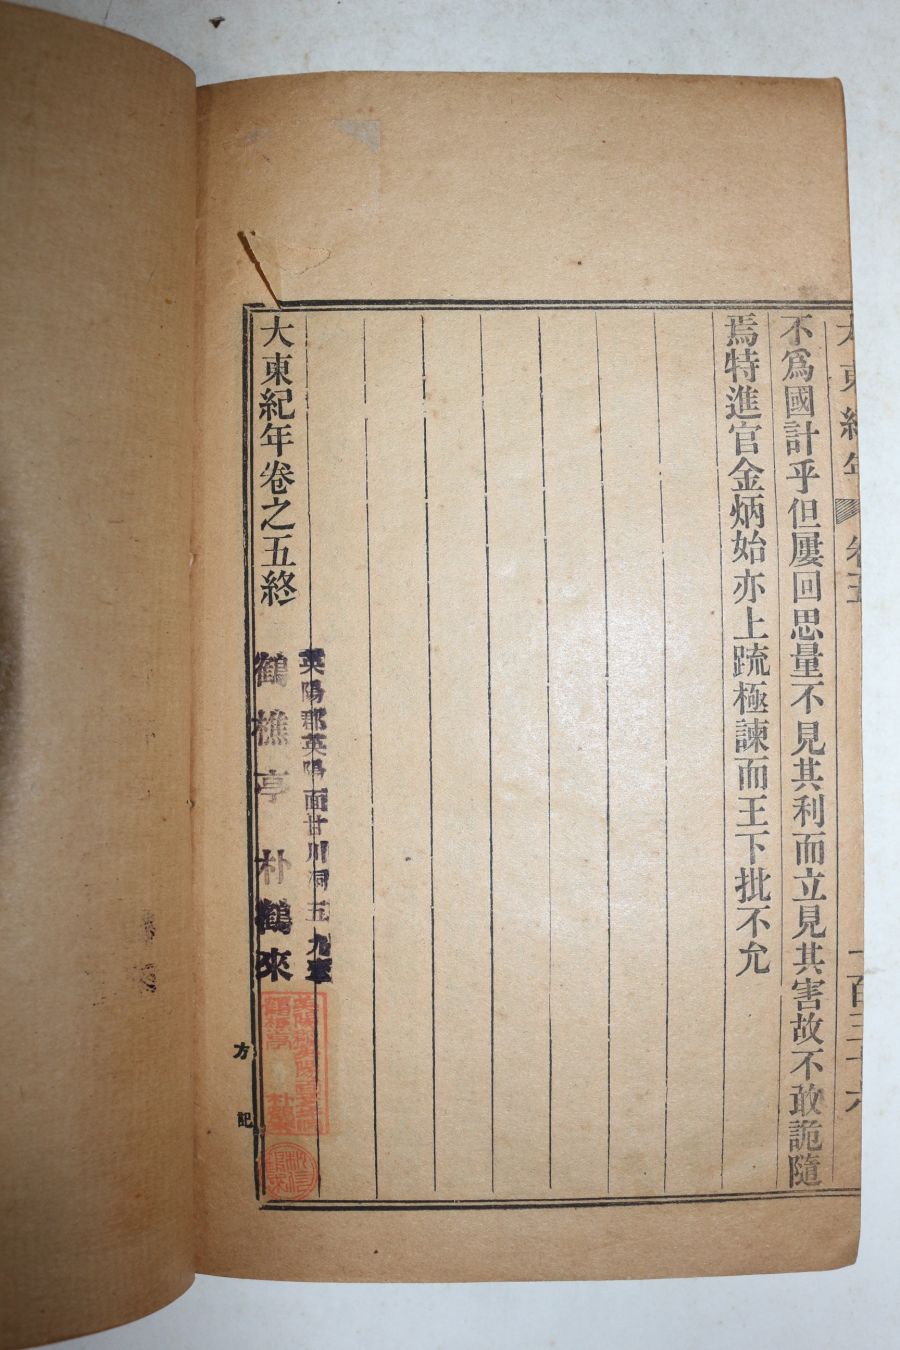 大東紀年 卷五 一百三十六
不爲國計乎但屢回思量不見其利而立見其害故不敢詭隨
焉特進官金炳始亦上疏極諫而王下批不允
大東紀年卷之五終
英陽郡英陽面甘川洞五九壹
鶴樵亭 朴鶴來
方
記